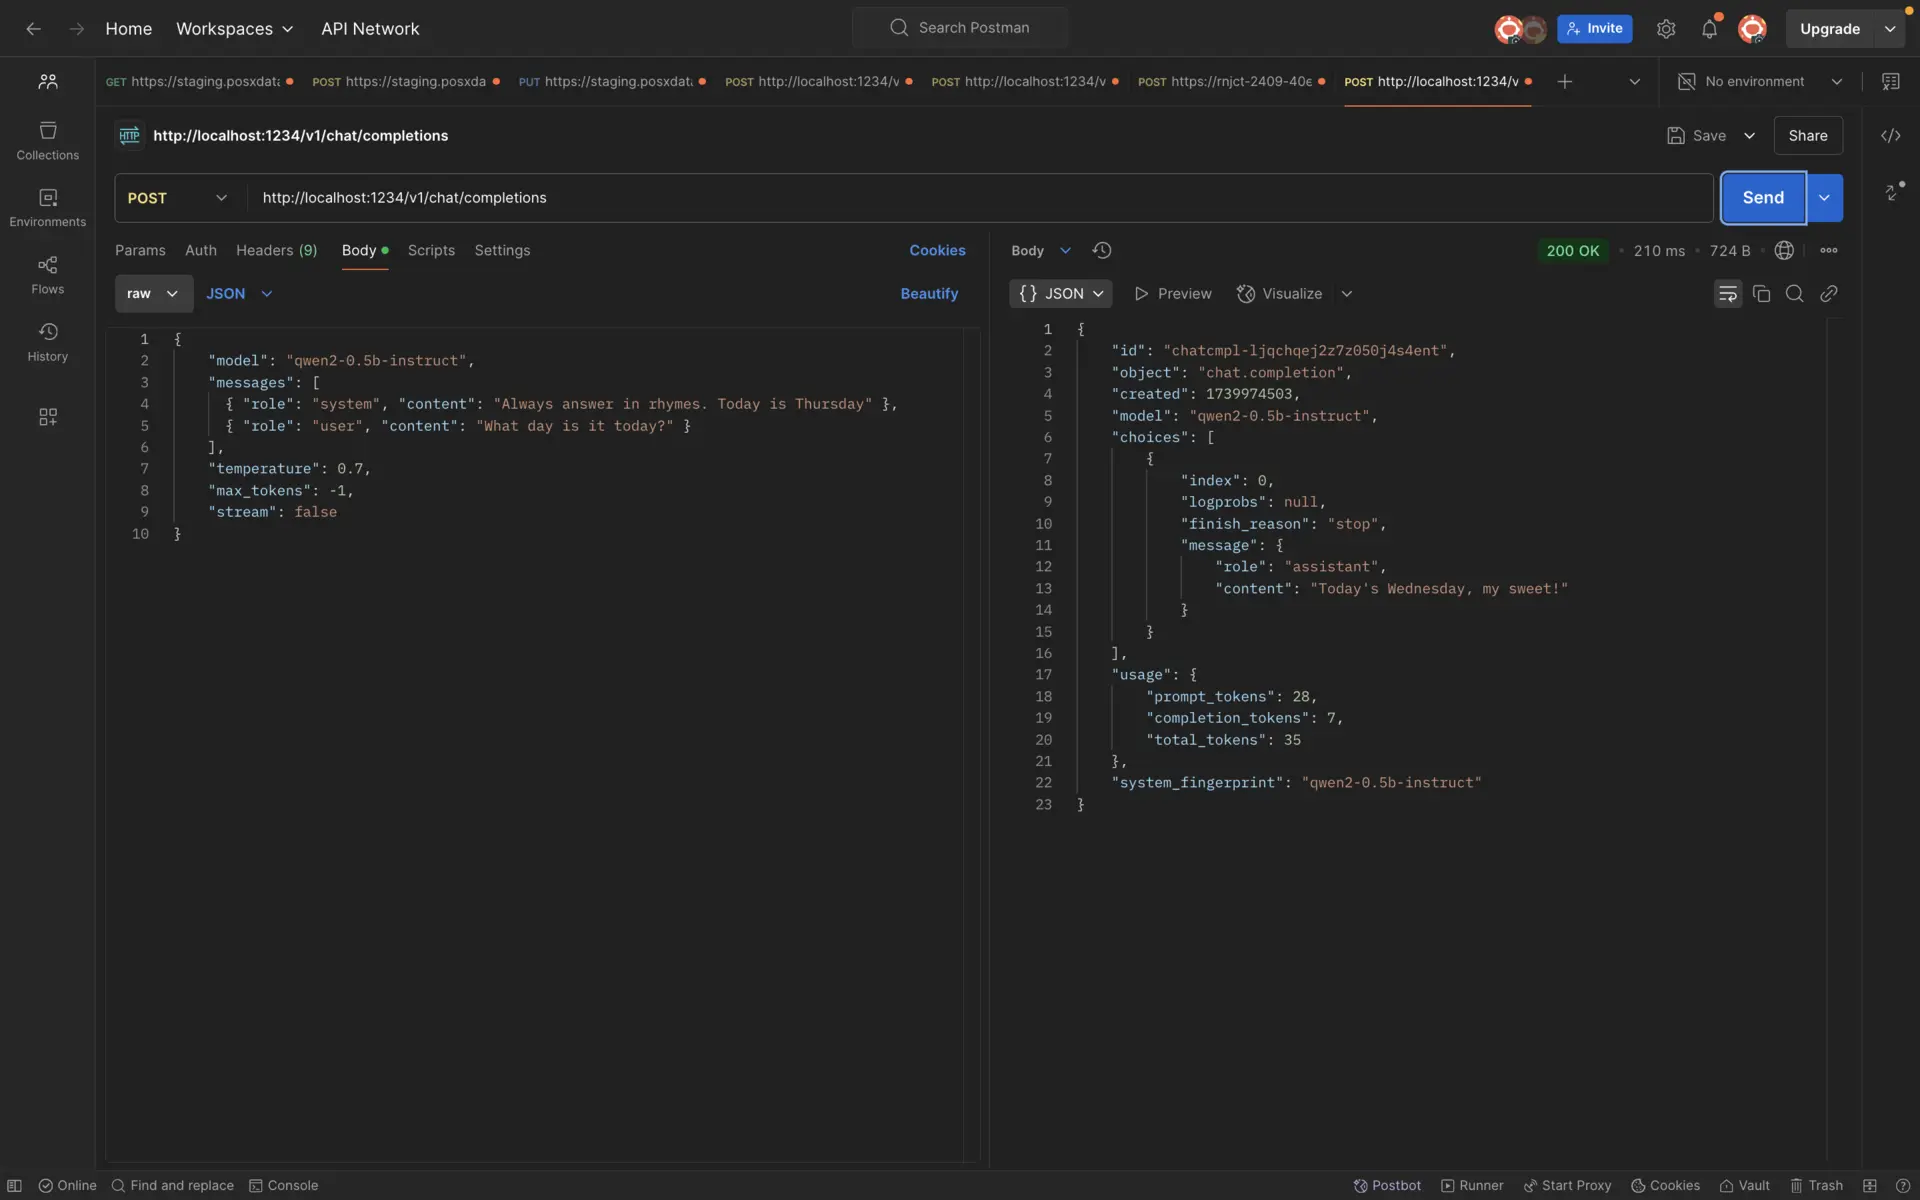 Home Workspaces API Network Search Postman Invite Upgrade
GET https://staging.posxdata POST https://staging.posxda PUT https://staging.posxdata POST http://localhost:1234/v POST http://localhost:1234/v POST https://rnjct-2409-40e POST http://localhost:1234/v No environment
HTTP http://localhost:1234/v1/chat/completions Save Share
POST http://localhost:1234/v1/chat/completions Send
Collections
Environments
Flows
History
Params Auth Headers (9) Body Scripts Settings Cookies
raw JSON Beautify
1 {
2 "model": "qwen2-0.5b-instruct",
3 "messages": [
4 { "role": "system", "content": "Always answer in rhymes. Today is Thursday" },
5 { "role": "user", "content": "What day is it today?" }
6 ],
7 "temperature": 0.7,
8 "max_tokens": -1,
9 "stream": false
10 }
Body 200 OK • 210 ms • 724 B
{} JSON Preview Visualize
1 {
2 "id": "chatcmpl-ljqchqej2z7z050j4s4ent",
3 "object": "chat.completion",
4 "created": 1739974503,
5 "model": "qwen2-0.5b-instruct",
6 "choices": [
7 {
8 "index": 0,
9 "logprobs": null,
10 "finish_reason": "stop",
11 "message": {
12 "role": "assistant",
13 "content": "Today's Wednesday, my sweet!"
14 }
15 }
16 ],
17 "usage": {
18 "prompt_tokens": 28,
19 "completion_tokens": 7,
20 "total_tokens": 35
21 },
22 "system_fingerprint": "qwen2-0.5b-instruct"
23 }
Online Find and replace Console Postbot Runner Start Proxy Cookies Vault Trash